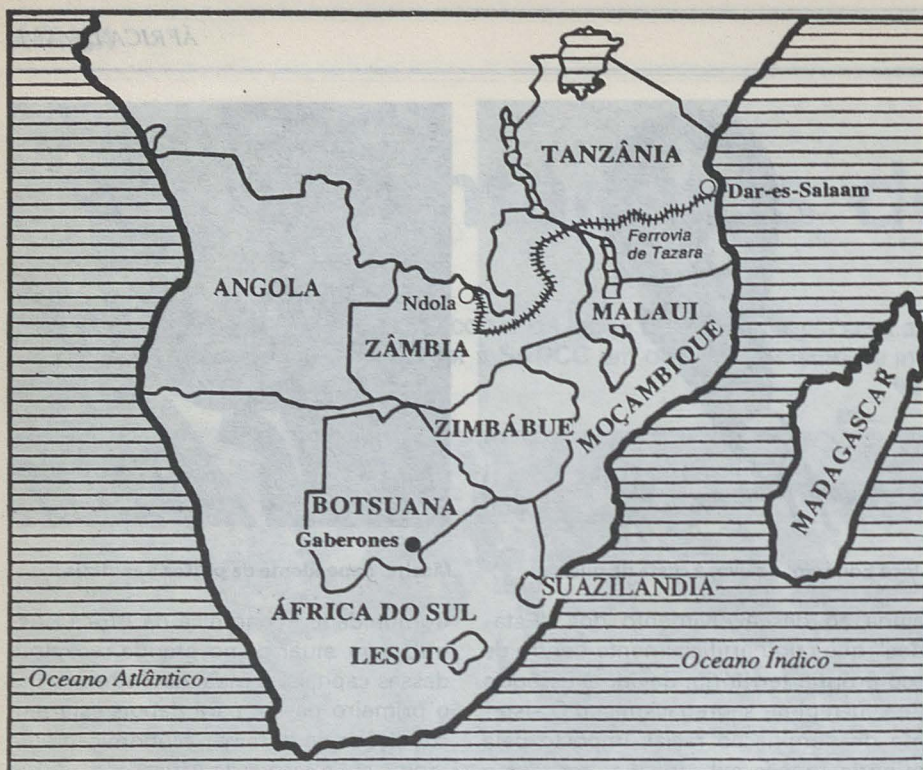 TANZÂNIA
Dar-es-Salaam
Ferrovia
de Tazara
ANGOLA
Ndola
MALAUI
ZÂMBIA
MOÇAMBIQUE
ZIMBÁBUE
MADAGASCAR
BOTSUANA
Gaberones
SUAZILANDIA
ÁFRICA DO SUL
LESOTO
Oceano Atlântico
Oceano Índico